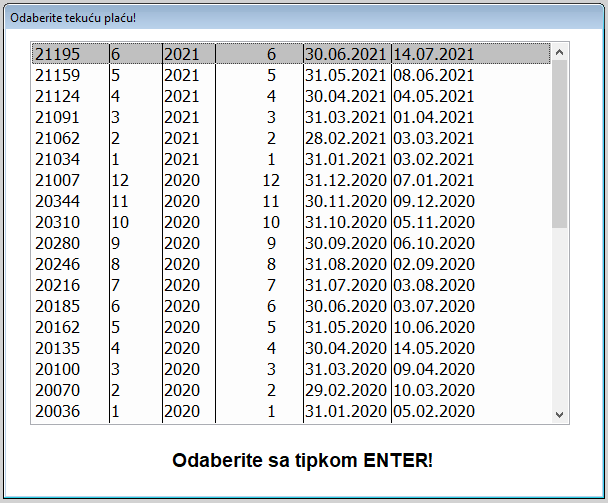 Odaberite tekuću plaću!
21195 6 2021 6 30.06.2021 14.07.2021
21159 5 2021 5 31.05.2021 08.06.2021
21124 4 2021 4 30.04.2021 04.05.2021
21091 3 2021 3 31.03.2021 01.04.2021
21062 2 2021 2 28.02.2021 03.03.2021
21034 1 2021 1 31.01.2021 03.02.2021
21007 12 2020 12 31.12.2020 07.01.2021
20344 11 2020 11 30.11.2020 09.12.2020
20310 10 2020 10 31.10.2020 05.11.2020
20280 9 2020 9 30.09.2020 06.10.2020
20246 8 2020 8 31.08.2020 02.09.2020
20216 7 2020 7 31.07.2020 03.08.2020
20185 6 2020 6 30.06.2020 03.07.2020
20162 5 2020 5 31.05.2020 10.06.2020
20135 4 2020 4 30.04.2020 14.05.2020
20100 3 2020 3 31.03.2020 09.04.2020
20070 2 2020 2 29.02.2020 10.03.2020
20036 1 2020 1 31.01.2020 05.02.2020
Odaberite sa tipkom ENTER!